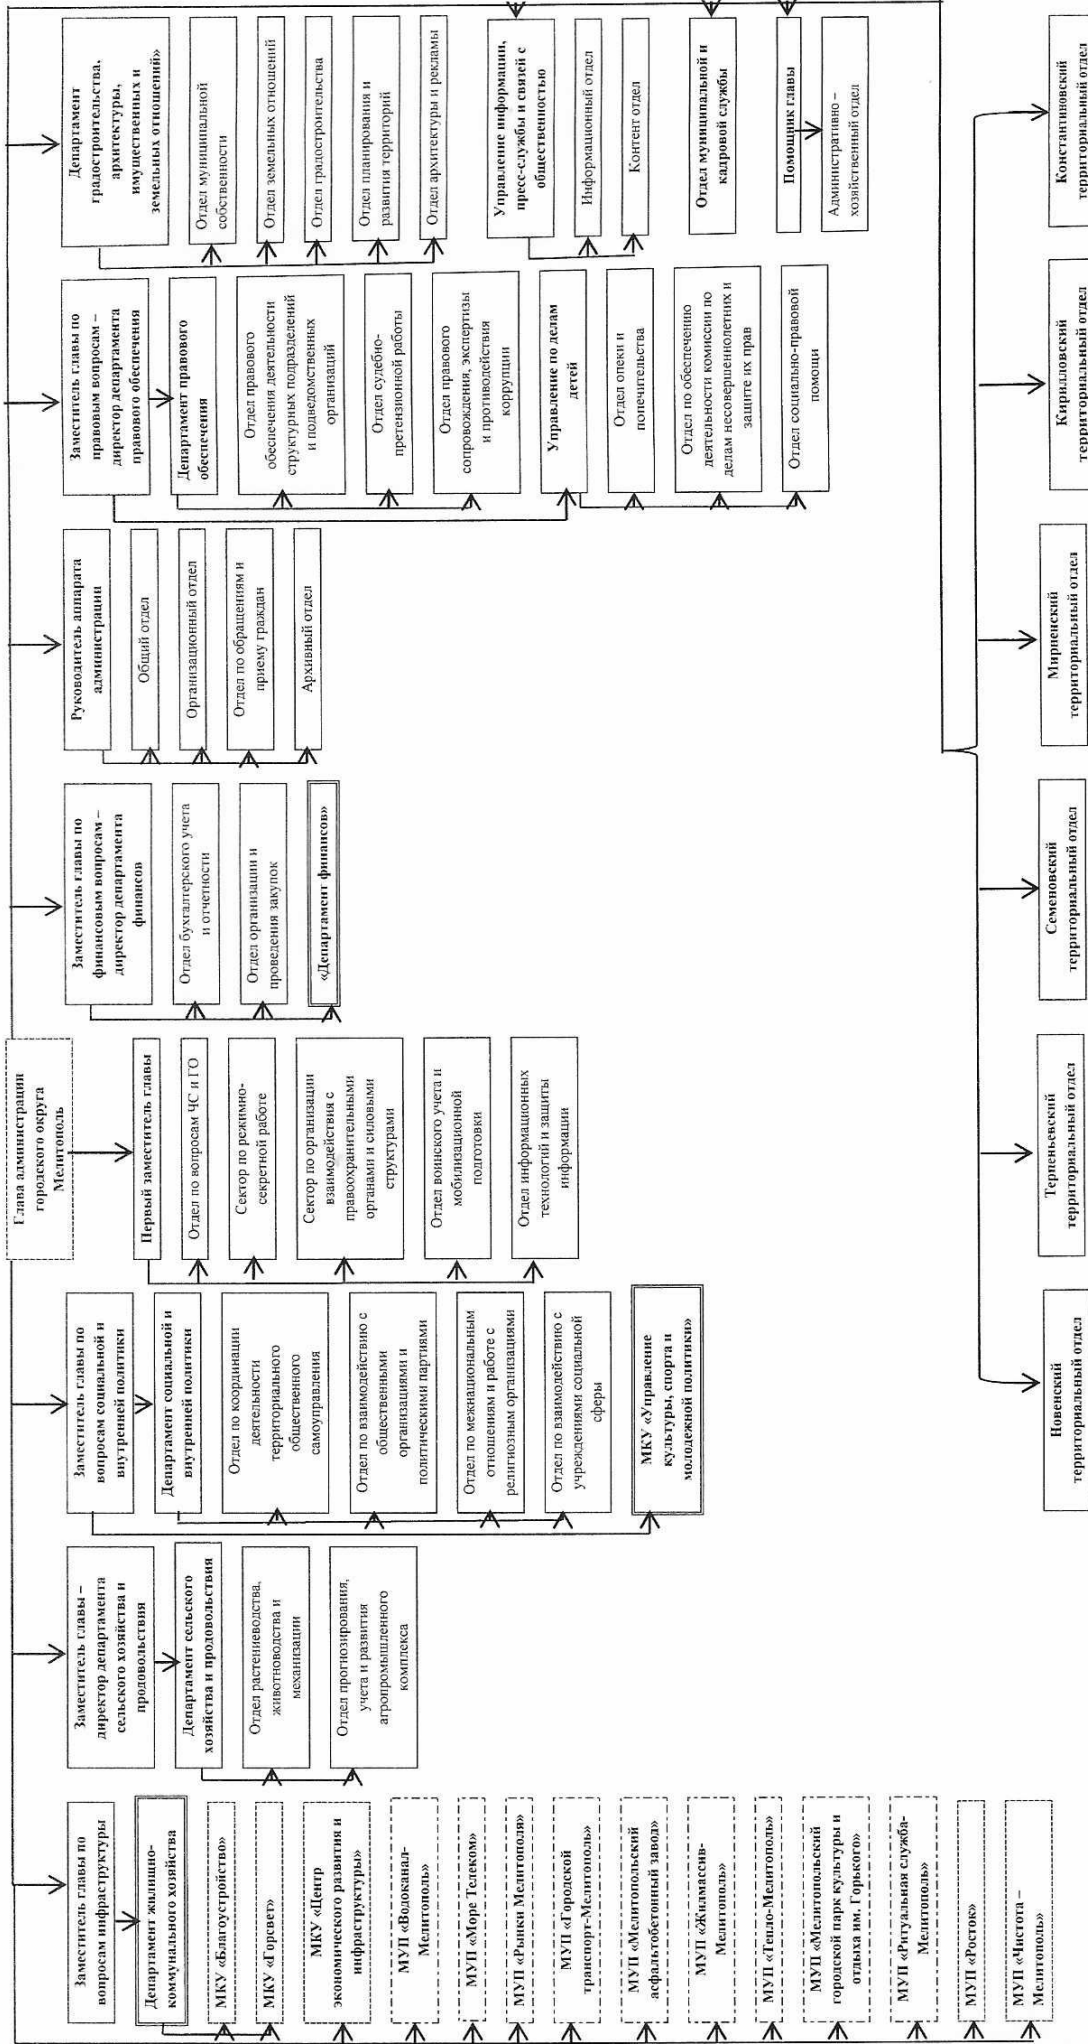 Глава администрации
городского округа
Мелитополь
Заместитель главы по
вопросам инфраструктуры
Департамент жилищно-
коммунального хозяйства
МКУ «Благоустройство»
МКУ «Горсвет»
МКУ «Центр
экономического развития и
инфраструктуры»
МУП «Водоканал-
Мелитополь»
МУП «Море Телеком»
МУП «Рынки Мелитополя»
МУП «Городской
транспорт-Мелитополь»
МУП «Мелитопольский
асфальтобетонный завод»
МУП «Жилмассив-
Мелитополь»
МУП «Тепло-Мелитополь»
МУП «Мелитопольский
городской парк культуры и
отдыха им. Горького»
МУП «Ритуальная служба-
Мелитополь»
МУП «Росток»
МУП «Чистота –
Мелитополь»
Заместитель главы –
директор департамента
сельского хозяйства и
продовольствия
Департамент сельского
хозяйства и продовольствия
Отдел растениеводства,
животноводства и
механизации
Отдел прогнозирования,
учета и развития
агропромышленного
комплекса
Заместитель главы по
вопросам социальной и
внутренней политики
Департамент социальной и
внутренней политики
Отдел по координации
деятельности
территориального
общественного
самоуправления
Отдел по взаимодействию с
общественными
организациями и
политическими партиями
Отдел по межнациональным
отношениям и работе с
религиозным организациями
Отдел по взаимодействию с
учреждениями социальной
сферы
МКУ «Управление
культуры, спорта и
молодежной политики»
Первый заместитель главы
Отдел по вопросам ЧС и ГО
Сектор по режимно-
секретной работе
Сектор по организации
взаимодействия с
правоохранительными
органами и силовыми
структурами
Отдел воинского учета и
мобилизационной
подготовки
Отдел информационных
технологий и защиты
информации
Заместитель главы по
финансовым вопросам –
директор департамента
финансов
Отдел бухгалтерского учета
и отчетности
Отдел организации и
проведения закупок
«Департамент финансов»
Руководитель аппарата
администрации
Общий отдел
Организационный отдел
Отдел по обращениям и
приему граждан
Архивный отдел
Заместитель главы по
правовым вопросам –
директор департамента
правового обеспечения
Департамент правового
обеспечения
Отдел правового
обеспечения деятельности
структурных подразделений
и подведомственных
организаций
Отдел судебно-
претензионной работы
Отдел правового
сопровождения, экспертизы
и противодействия
коррупции
Управление по делам
детей
Отдел опеки и
попечительства
Отдел по обеспечению
деятельности комиссии по
делам несовершеннолетних и
защите их прав
Отдел социально-правовой
помощи
Департамент
градостроительства,
архитектуры,
имущественных и
земельных отношений»
Отдел муниципальной
собственности
Отдел земельных отношений
Отдел градостроительства
Отдел планирования и
развития территорий
Отдел архитектуры и рекламы
Управление информации,
пресс-службы и связей с
общественностью
Информационный отдел
Контент отдел
Отдел муниципальной и
кадровой службы
Помощник главы
Административно –
хозяйственный отдел
Новенский
территориальный отдел
Терпеньевский
территориальный отдел
Семеновский
территориальный отдел
Мирненский
территориальный отдел
Кирилловский
территориальный отдел
Константиновский
территориальный отдел